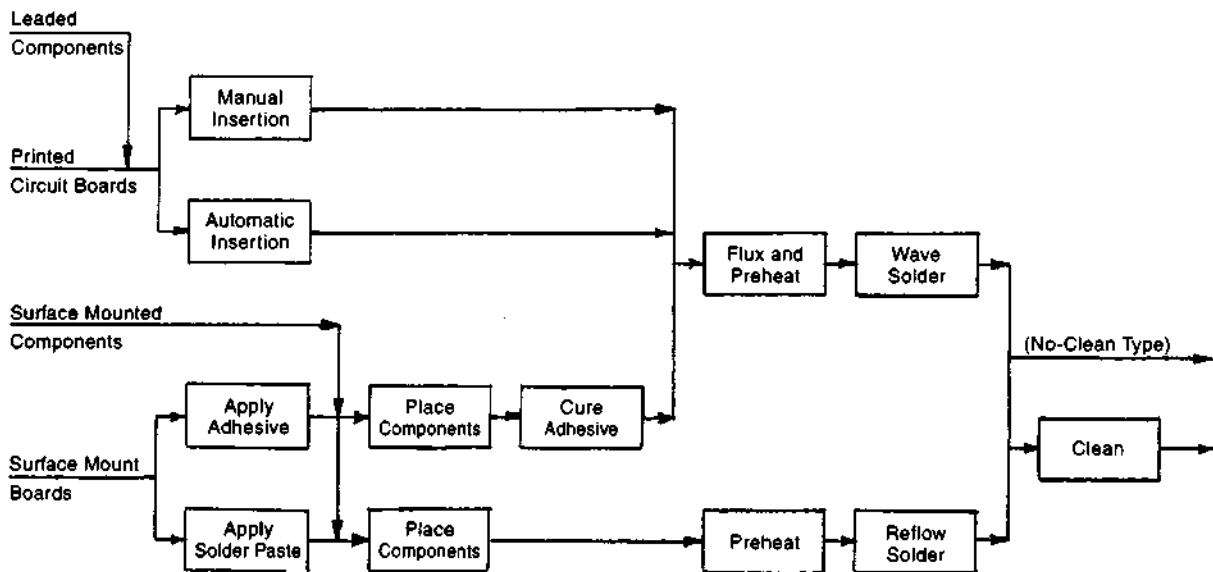 Leaded
Components
Manual
Insertion
Printed
Circuit Boards
Automatic
Insertion
Flux and
Preheat
Wave
Solder
Surface Mounted
Components
(No-Clean Type)
Apply
Adhesive
Place
Components
Cure
Adhesive
Clean
Surface Mount
Boards
Apply
Solder Paste
Place
Components
Preheat
Reflow
Solder